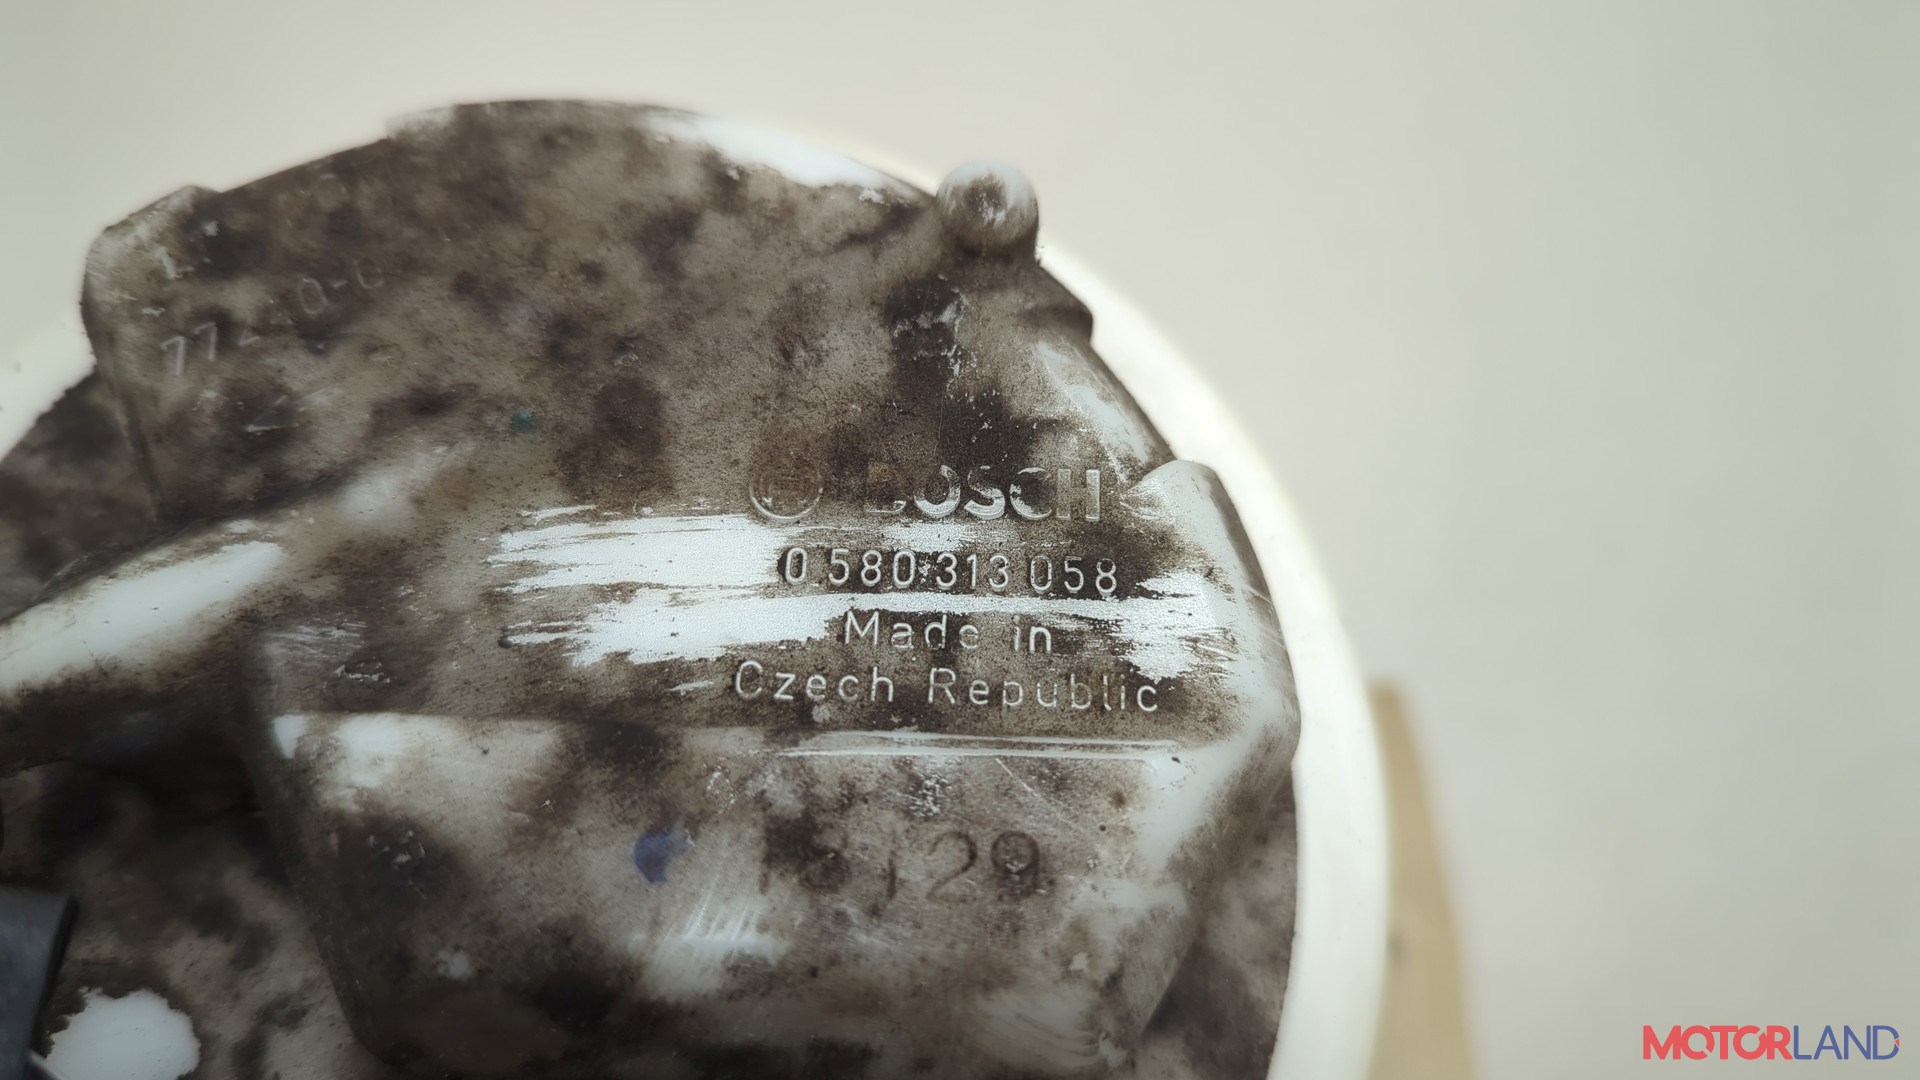 BOSCH
0 580 313 058
Made in
Czech Republic
MOTORLAND